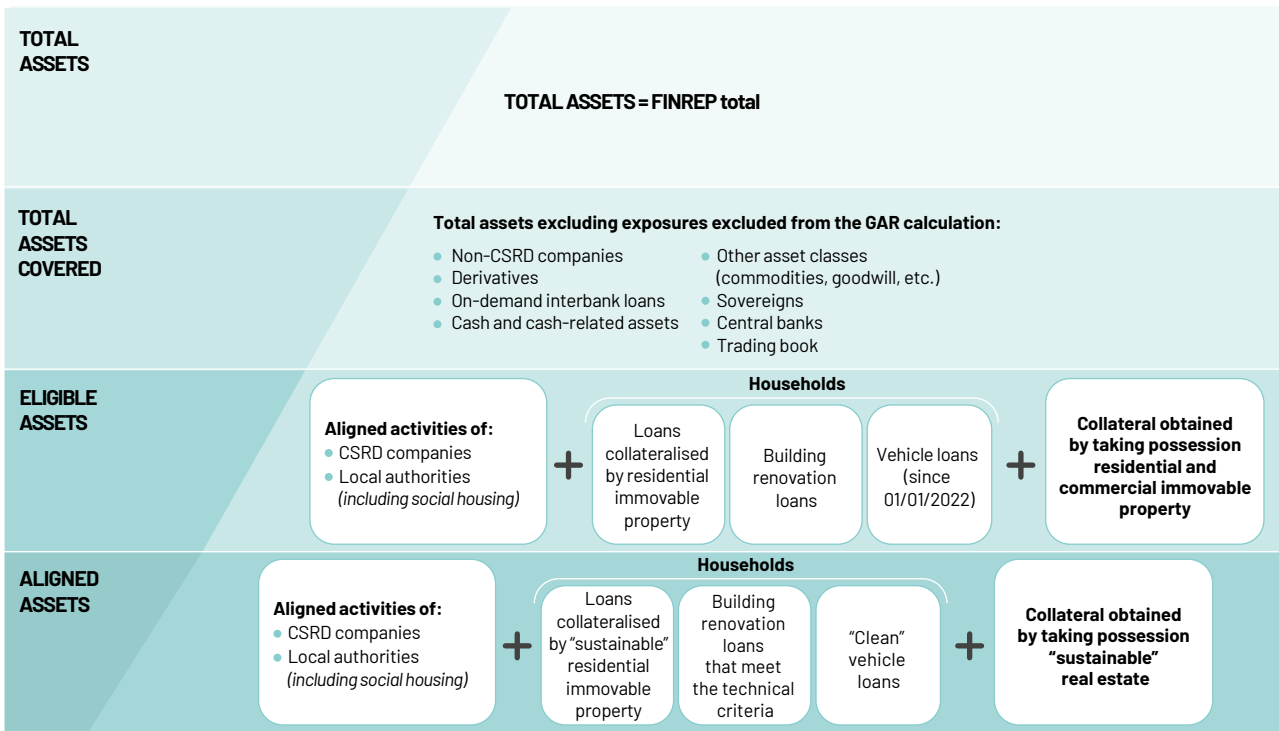 TOTAL
ASSETS
TOTAL ASSETS = FINREP total
TOTAL
ASSETS
COVERED
Total assets excluding exposures excluded from the GAR calculation:
Non-CSRD companies
Derivatives
On-demand interbank loans
Cash and cash-related assets
Other asset classes
(commodities, goodwill, etc.)
Sovereigns
Central banks
Trading book
ELIGIBLE
ASSETS
Aligned activities of:
CSRD companies
Local authorities
(including social housing)
+
Households
Loans
collateralised
by residential
immovable
property
Building
renovation
loans
Vehicle loans
(since
01/01/2022)
+
Collateral obtained
by taking possession
residential and
commercial immovable
property
ALIGNED
ASSETS
Aligned activities of:
CSRD companies
Local authorities
(including social housing)
+
Households
Loans
collateralised
by “sustainable”
residential
immovable
property
Building
renovation
loans
that meet
the technical
criteria
“Clean”
vehicle
loans
+
Collateral obtained
by taking possession
“sustainable”
real estate